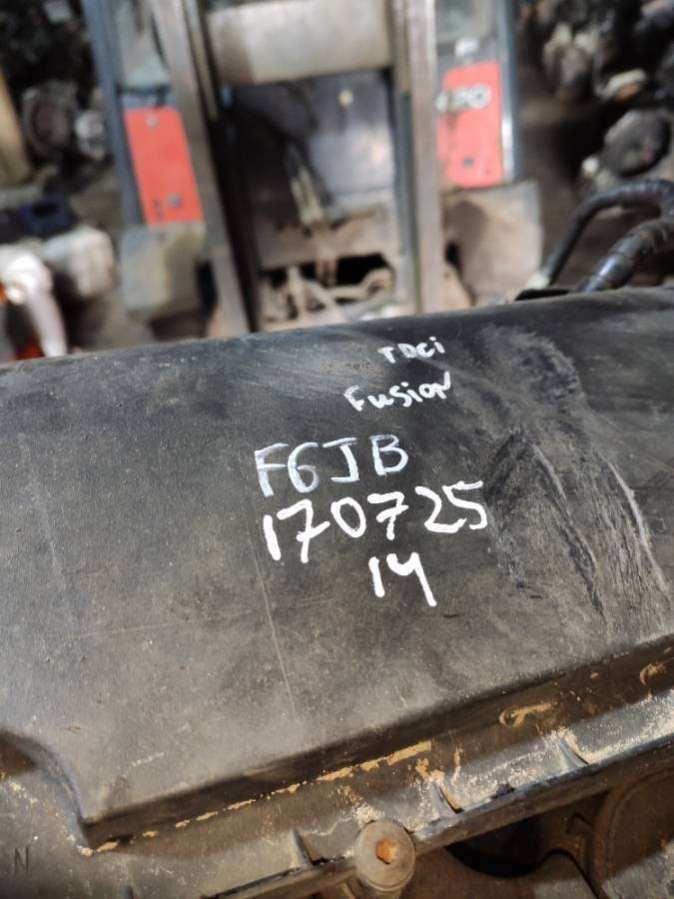 TDCi
Fusion
F6JB
170725
14
N